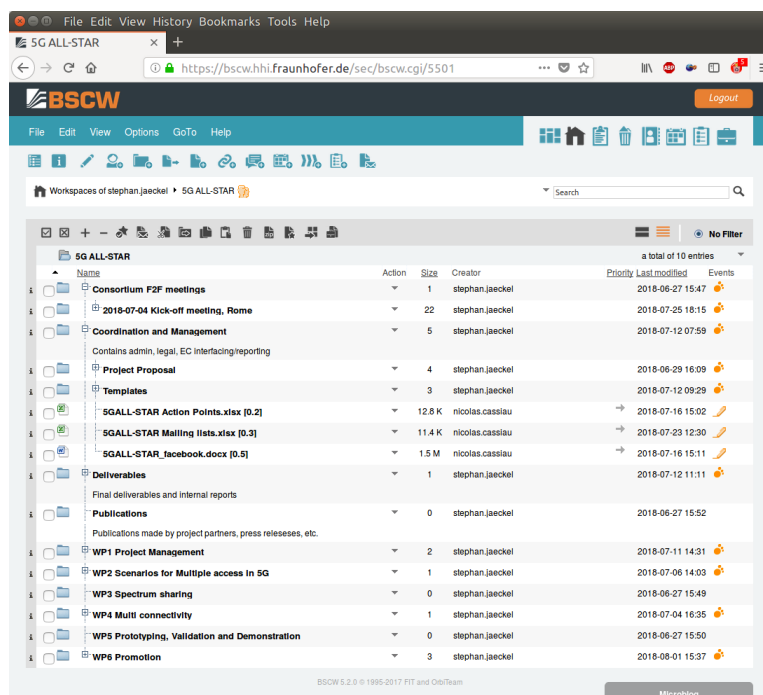 File Edit View History Bookmarks Tools Help
5G ALL-STAR × +
https://bscw.hhi.fraunhofer.de/sec/bscw.cgi/5501 ABP 5
BSCW Logout
File Edit View Options GoTo Help
Workspaces of stephan.jaeckel 5G ALL-STAR Search
No Filter
5G ALL-STAR a total of 10 entries
Name Action Size Creator Priority Last modified Events
Consortium F2F meetings 1 stephan.jaeckel 2018-06-27 15:47
2018-07-04 Kick-off meeting, Rome 22 stephan.jaeckel 2018-07-25 18:15
Coordination and Management 5 stephan.jaeckel 2018-07-12 07:59
Contains admin, legal, EC interfacing/reporting
Project Proposal 4 stephan.jaeckel 2018-06-29 16:09
Templates 3 stephan.jaeckel 2018-07-12 09:29
5GALL-STAR Action Points.xlsx [0.2] 12.8 K nicolas.cassiau 2018-07-16 15:02
5GALL-STAR Mailing lists.xlsx [0.3] 11.4 K nicolas.cassiau 2018-07-23 12:30
5GALL-STAR_facebook.docx [0.5] 1.5 M nicolas.cassiau 2018-07-16 15:11
Deliverables 1 stephan.jaeckel 2018-07-12 11:11
Final deliverables and internal reports
Publications 0 stephan.jaeckel 2018-06-27 15:52
Publications made by project partners, press releseses, etc.
WP1 Project Management 2 stephan.jaeckel 2018-07-11 14:31
WP2 Scenarios for Multiple access in 5G 1 stephan.jaeckel 2018-07-06 14:03
WP3 Spectrum sharing 0 stephan.jaeckel 2018-06-27 15:49
WP4 Multi connectivity 1 stephan.jaeckel 2018-07-04 16:35
WP5 Prototyping, Validation and Demonstration 0 stephan.jaeckel 2018-06-27 15:50
WP6 Promotion 3 stephan.jaeckel 2018-08-01 15:37
BSCW 5.2.0 © 1995-2017 FIT and OrbiTeam
Microblog